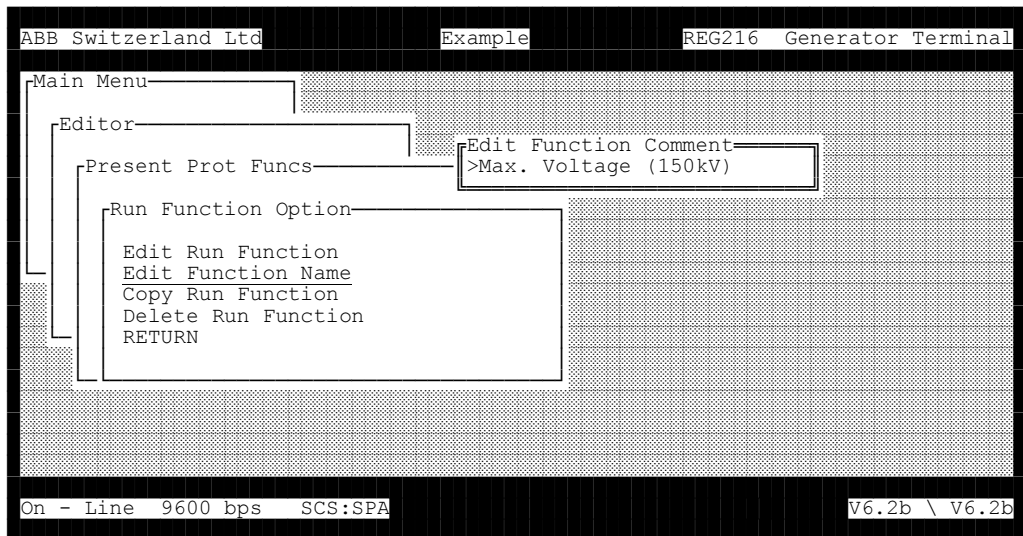 ABB Switzerland Ltd Example REG216 Generator Terminal
Main Menu
Editor
Edit Function Comment
Present Prot Funcs >Max. Voltage (150kV)
Run Function Option
Edit Run Function
Edit Function Name
Copy Run Function
Delete Run Function
RETURN
On - Line 9600 bps SCS:SPA V6.2b \ V6.2b